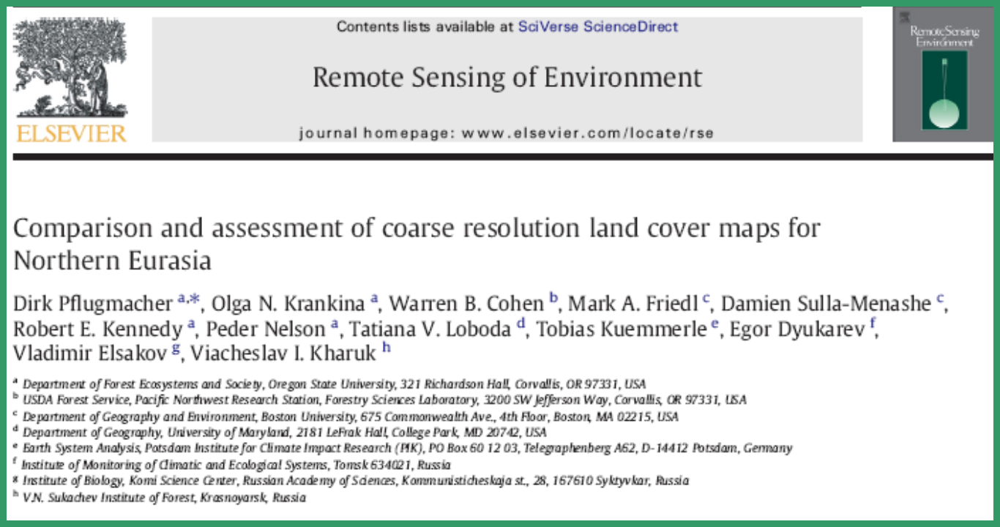 Contents lists available at SciVerse ScienceDirect
Remote Sensing of Environment
journal homepage: www.elsevier.com/locate/rse
ELSEVIER
Remote Sensing
Environment
Comparison and assessment of coarse resolution land cover maps for
Northern Eurasia
Dirk Pflugmacher a,*, Olga N. Krankina a, Warren B. Cohen b, Mark A. Friedl c, Damien Sulla-Menashe c,
Robert E. Kennedy a, Peder Nelson a, Tatiana V. Loboda d, Tobias Kuemmerle e, Egor Dyukarev f,
Vladimir Elsakov g, Viacheslav I. Kharuk h
a Department of Forest Ecosystems and Society, Oregon State University, 321 Richardson Hall, Corvallis, OR 97331, USA
b USDA Forest Service, Pacific Northwest Research Station, Forestry Sciences Laboratory, 3200 SW Jefferson Way, Corvallis, OR 97331, USA
c Department of Geography and Environment, Boston University, 675 Commonwealth Ave., 4th Floor, Boston, MA 02215, USA
d Department of Geography, University of Maryland, 2181 LeFrak Hall, College Park, MD 20742, USA
e Earth System Analysis, Potsdam Institute for Climate Impact Research (PIK), PO Box 60 12 03, Telegraphenberg A62, D-14412 Potsdam, Germany
f Institute of Monitoring of Climatic and Ecological Systems, Tomsk 634021, Russia
g Institute of Biology, Komi Science Center, Russian Academy of Sciences, Kommunisticheskaja st., 28, 167610 Syktyvkar, Russia
h V.N. Sukachev Institute of Forest, Krasnoyarsk, Russia